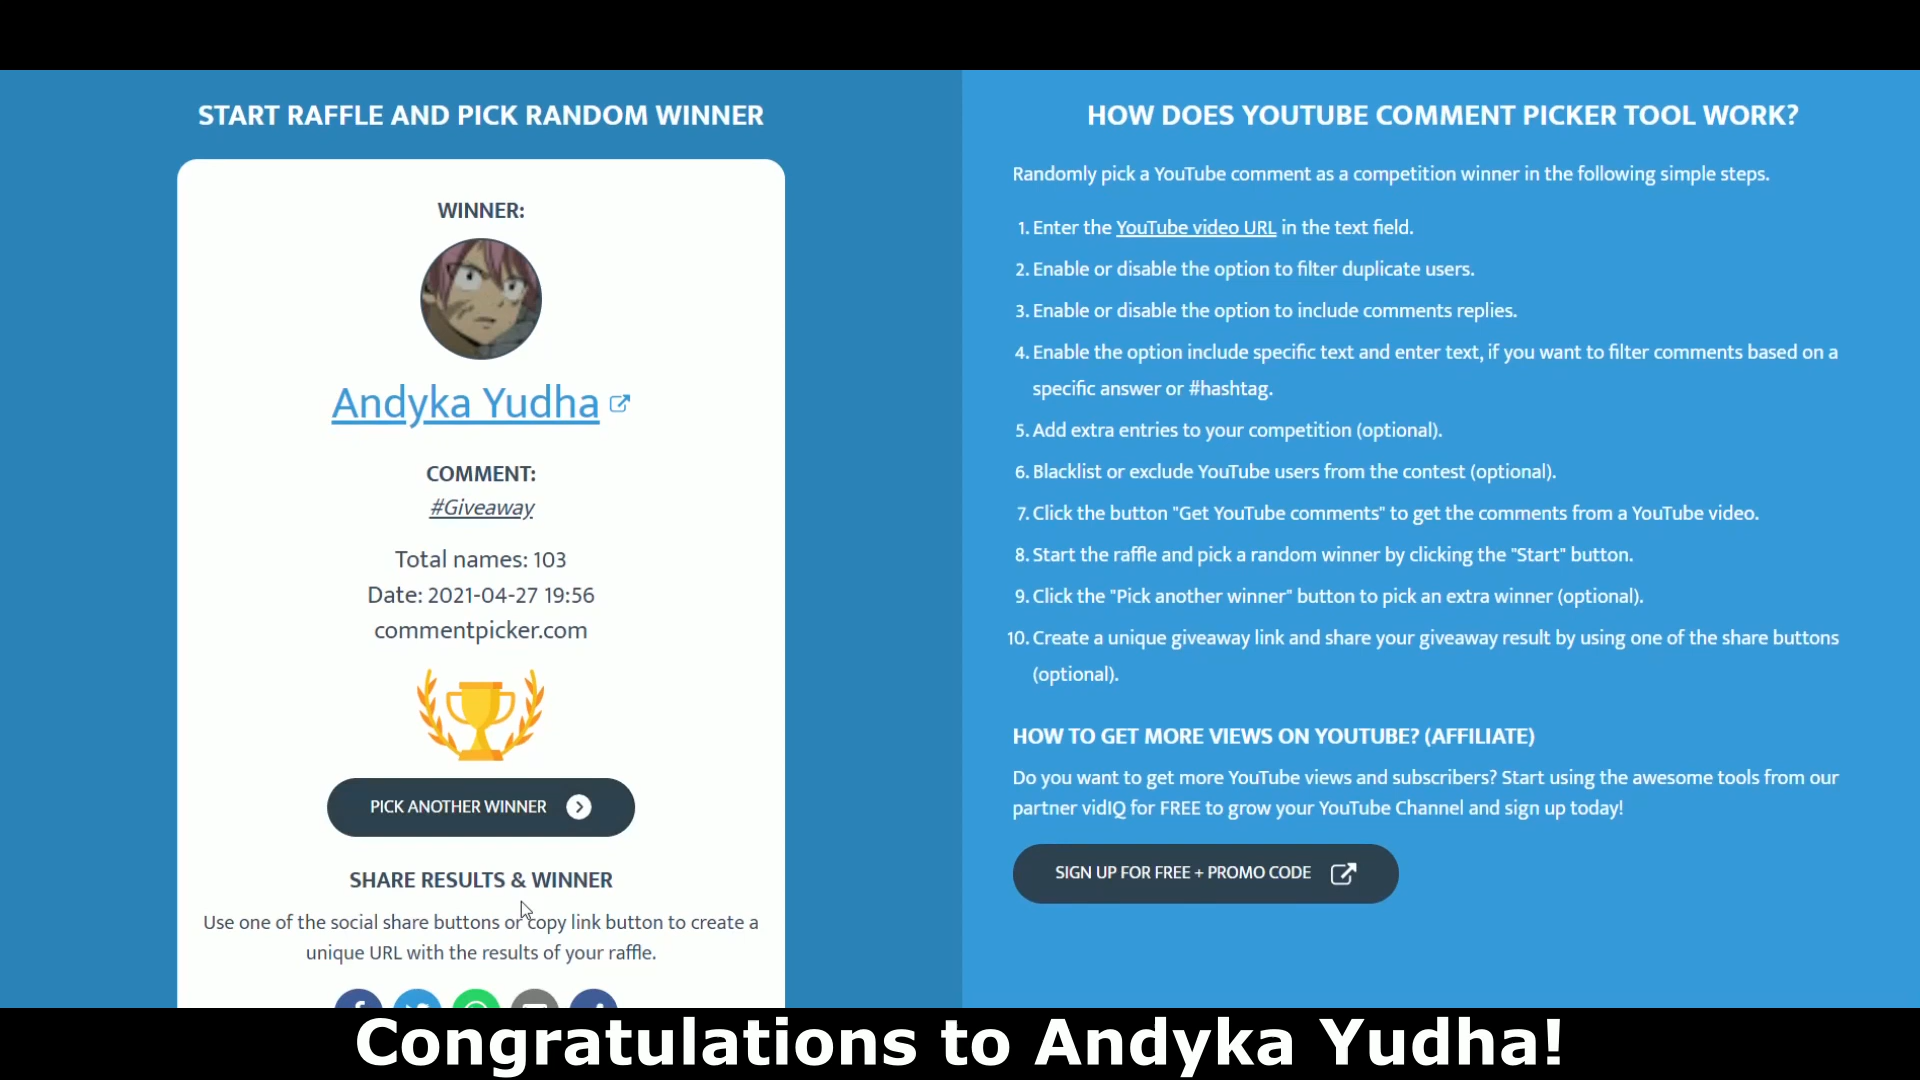 START RAFFLE AND PICK RANDOM WINNER
WINNER:
Andyka Yudha
COMMENT:
#Giveaway
Total names: 103
Date: 2021-04-27 19:56
commentpicker.com
PICK ANOTHER WINNER
SHARE RESULTS & WINNER
Use one of the social share buttons or copy link button to create a
unique URL with the results of your raffle.
HOW DOES YOUTUBE COMMENT PICKER TOOL WORK?
Randomly pick a YouTube comment as a competition winner in the following simple steps.
1. Enter the YouTube video URL in the text field.
2. Enable or disable the option to filter duplicate users.
3. Enable or disable the option to include comments replies.
4. Enable the option include specific text and enter text, if you want to filter comments based on a
specific answer or #hashtag.
5. Add extra entries to your competition (optional).
6. Blacklist or exclude YouTube users from the contest (optional).
7. Click the button "Get YouTube comments" to get the comments from a YouTube video.
8. Start the raffle and pick a random winner by clicking the "Start" button.
9. Click the "Pick another winner" button to pick an extra winner (optional).
10. Create a unique giveaway link and share your giveaway result by using one of the share buttons
(optional).
HOW TO GET MORE VIEWS ON YOUTUBE? (AFFILIATE)
Do you want to get more YouTube views and subscribers? Start using the awesome tools from our
partner vidIQ for FREE to grow your YouTube Channel and sign up today!
SIGN UP FOR FREE + PROMO CODE
Congratulations to Andyka Yudha!